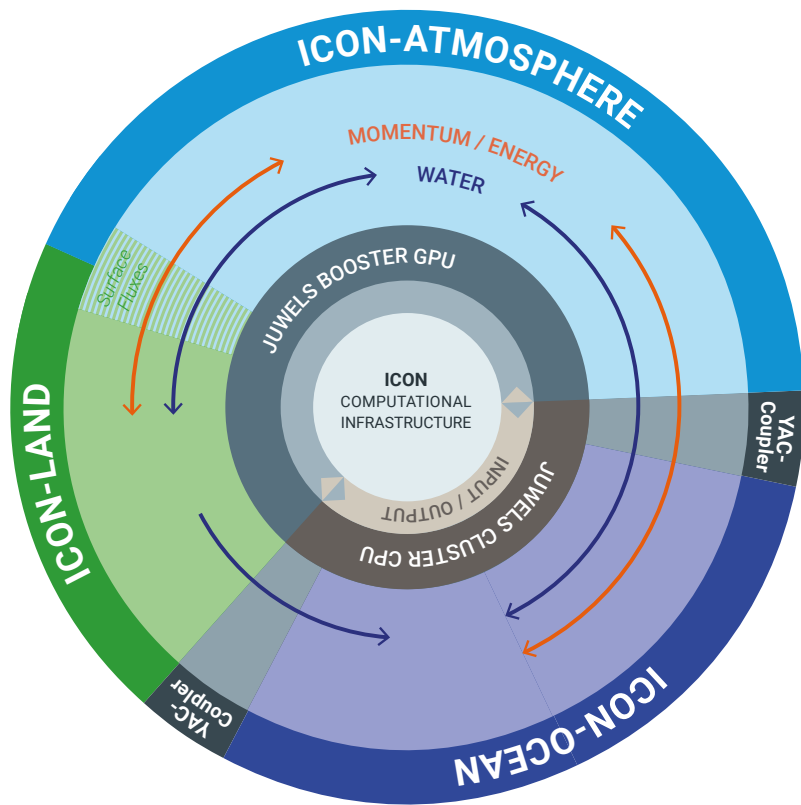 ICON-ATMOSPHERE
MOMENTUM / ENERGY
WATER
Surface
Fluxes
JUWELS BOOSTER GPU
ICON
COMPUTATIONAL
INFRASTRUCTURE
YAC-
Coupler
ICON-LAND
INPUT / OUTPUT
JUWELS CLUSTER CPU
YAC-
Coupler
ICON-OCEAN